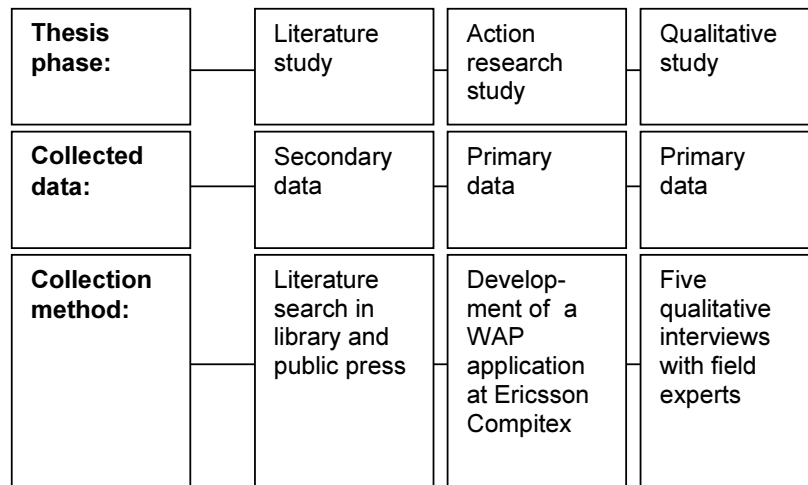 Thesis
phase:
Literature
study
Action
research
study
Qualitative
study
Collected
data:
Secondary
data
Primary
data
Primary
data
Collection
method:
Literature
search in
library and
public press
Develop-
ment of  a
WAP
application
at Ericsson
Compitex
Five
qualitative
interviews
with field
experts